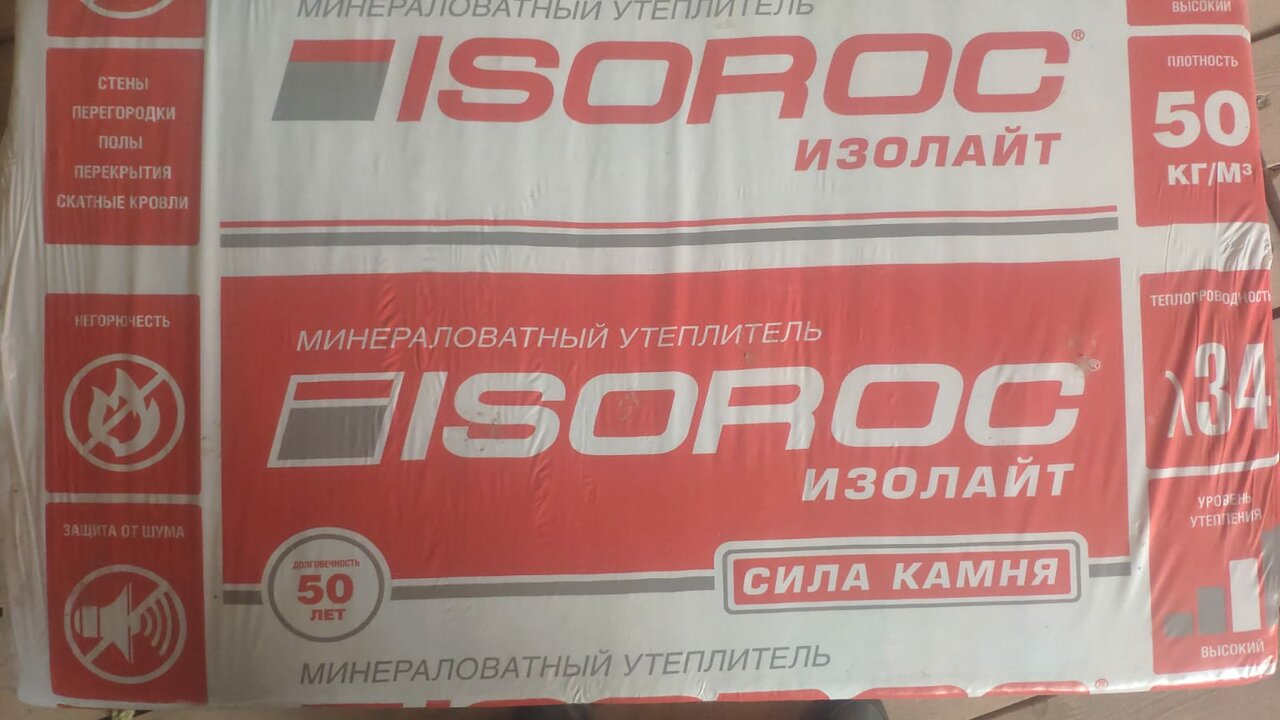 МИНЕРАЛОВАТНЫЙ УТЕПЛИТЕЛЬ
ISOROC®
ИЗОЛАЙТ
СТЕНЫ
ПЕРЕГОРОДКИ
ПОЛЫ
ПЕРЕКРЫТИЯ
СКАТНЫЕ КРОВЛИ
ВЫСОКИЙ
ПЛОТНОСТЬ
50
КГ/М³
НЕГОРЮЧЕСТЬ
МИНЕРАЛОВАТНЫЙ УТЕПЛИТЕЛЬ
ISOROC®
ИЗОЛАЙТ
ТЕПЛОПРОВОДНОСТЬ
λ34
ЗАЩИТА ОТ ШУМА
ДОЛГОВЕЧНОСТЬ
50
ЛЕТ
СИЛА КАМНЯ
УРОВЕНЬ
УТЕПЛЕНИЯ
ВЫСОКИЙ
МИНЕРАЛОВАТНЫЙ УТЕПЛИТЕЛЬ